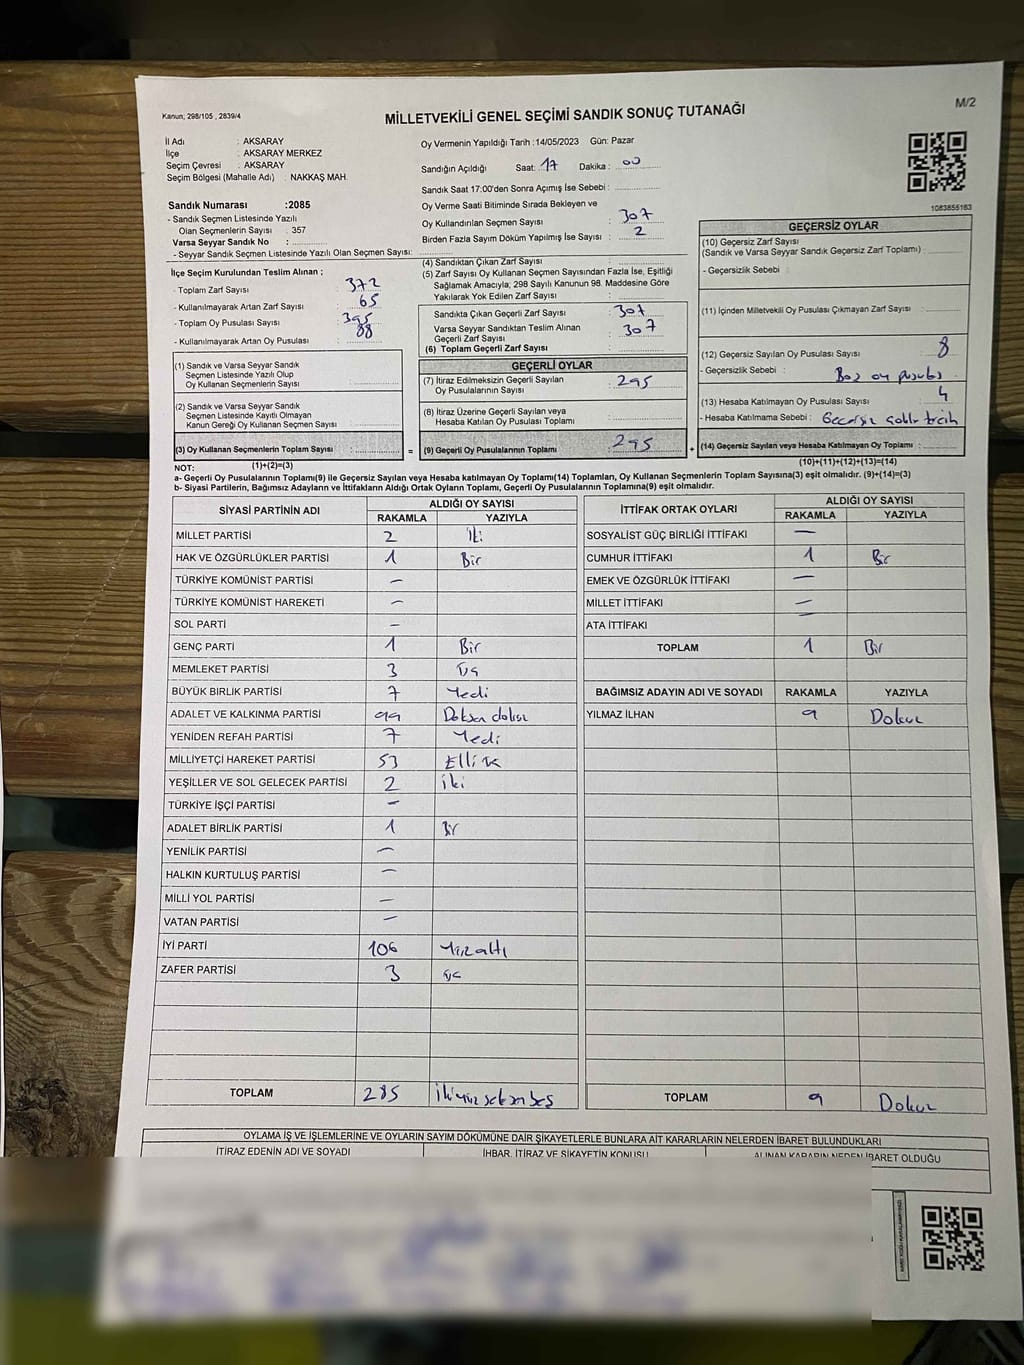 Kanun; 298/105 , 2839/4
MİLLETVEKİLİ GENEL SEÇİMİ SANDIK SONUÇ TUTANAĞI
M/2
İl Adı : AKSARAY
İlçe : AKSARAY MERKEZ
Seçim Çevresi : AKSARAY
Seçim Bölgesi (Mahalle Adı) : NAKKAŞ MAH.
Sandık Numarası :2085
- Sandık Seçmen Listesinde Yazılı
Olan Seçmenlerin Sayısı : 357
Varsa Seyyar Sandık No :
- Seyyar Sandık Seçmen Listesinde Yazılı Olan Seçmen Sayısı:
Oy Vermenin Yapıldığı Tarih : 14/05/2023 Gün: Pazar
Sandığın Açıldığı Saat: 17 Dakika : 00
Sandık Saat 17:00'den Sonra Açımış İse Sebebi :
Oy Verme Saati Bitiminde Sırada Bekleyen ve
Oy Kullandırılan Seçmen Sayısı : 307
Birden Fazla Sayım Döküm Yapılmış İse Sayısı : 2
1083855163
İlçe Seçim Kurulundan Teslim Alınan ;
- Toplam Zarf Sayısı : 372
- Kullanılmayarak Artan Zarf Sayısı : 65
- Toplam Oy Pusulası Sayısı : 395
- Kullanılmayarak Artan Oy Pusulası : 88
(4) Sandıktan Çıkan Zarf Sayısı :
(5) Zarf Sayısı Oy Kullanan Seçmen Sayısından Fazla İse, Eşitliği
Sağlamak Amacıyla; 298 Sayılı Kanunun 98. Maddesine Göre
Yakılarak Yok Edilen Zarf Sayısı :
Sandıkta Çıkan Geçerli Zarf Sayısı : 307
Varsa Seyyar Sandıktan Teslim Alınan
Geçerli Zarf Sayısı : 307
(6) Toplam Geçerli Zarf Sayısı :
GEÇERSİZ OYLAR
(10) Geçersiz Zarf Sayısı
(Sandık ve Varsa Seyyar Sandık Geçersiz Zarf Toplamı) :
- Geçersizlik Sebebi :
(11) İçinden Milletvekili Oy Pusulası Çıkmayan Zarf Sayısı :
(12) Geçersiz Sayılan Oy Pusulası Sayısı : 8
- Geçersizlik Sebebi : Boş oy pusulası
(13) Hesaba Katılmayan Oy Pusulası Sayısı : 4
- Hesaba Katılmama Sebebi : Geçersiz
(14) Geçersiz Sayılan veya Hesaba Katılmayan Oy Toplamı :
(10)+(11)+(12)+(13)=(14)
(1) Sandık ve Varsa Seyyar Sandık
Seçmen Listesinde Yazılı Olup
Oy Kullanan Seçmenlerin Sayısı :
(2) Sandık ve Varsa Seyyar Sandık
Seçmen Listesinde Kayıtlı Olmayan
Kanun Gereği Oy Kullanan Seçmen Sayısı :
(3) Oy Kullanan Seçmenlerin Toplam Sayısı : =
(1)+(2)=(3)
GEÇERLİ OYLAR
(7) İtiraz Edilmeksizin Geçerli Sayılan
Oy Pusulasının Sayısı : 295
(8) İtiraz Üzerine Geçerli Sayılan veya
Hesaba Katılan Oy Pusulası Toplamı :
(9) Geçerli Oy Pusulalarının Toplamı : 295 +
NOT:
a- Geçerli Oy Pusulalarının Toplamı(9) ile Geçersiz Sayılan veya Hesaba katılmayan Oy Toplamı(14) Toplamları, Oy Kullanan Seçmenlerin Toplam Sayısına(3) eşit olmalıdır. (9)+(14)=(3)
b- Siyasi Partilerin, Bağımsız Adayların ve İttifakların Aldığı Ortak Oyların Toplamı, Geçerli Oy Pusulalarının Toplamına(9) eşit olmalıdır.
SİYASİ PARTİNİN ADI ALDIĞI OY SAYISI
RAKAMLA YAZIYLA
MİLLET PARTİSİ 2 İki
HAK VE ÖZGÜRLÜKLER PARTİSİ 1 Bir
TÜRKİYE KOMÜNİST PARTİSİ —
TÜRKİYE KOMÜNİST HAREKETİ —
SOL PARTİ —
GENÇ PARTİ 1 Bir
MEMLEKET PARTİSİ 3 Üç
BÜYÜK BİRLİK PARTİSİ 7 Yedi
ADALET VE KALKINMA PARTİSİ 99 Doksan dokuz
YENİDEN REFAH PARTİSİ 7 Yedi
MİLLİYETÇİ HAREKET PARTİSİ 53 Elli üç
YEŞİLLER VE SOL GELECEK PARTİSİ 2 İki
TÜRKİYE İŞÇİ PARTİSİ —
ADALET BİRLİK PARTİSİ 1 Bir
YENİLİK PARTİSİ —
HALKIN KURTULUŞ PARTİSİ —
MİLLİ YOL PARTİSİ —
VATAN PARTİSİ —
İYİ PARTİ 106 Yüzaltı
ZAFER PARTİSİ 3 üç
TOPLAM 285 İkiyüz seksen beş
İTTİFAK ORTAK OYLARI ALDIĞI OY SAYISI
RAKAMLA YAZIYLA
SOSYALİST GÜÇ BİRLİĞİ İTTİFAKI —
CUMHUR İTTİFAKI 1 Bir
EMEK VE ÖZGÜRLÜK İTTİFAKI —
MİLLET İTTİFAKI —
ATA İTTİFAKI —
TOPLAM 1 Bir
BAĞIMSIZ ADAYIN ADI VE SOYADI RAKAMLA YAZIYLA
YILMAZ İLHAN 9 Dokuz
TOPLAM 9 Dokuz
OYLAMA İŞ VE İŞLEMLERİNE VE OYLARIN SAYIM DÖKÜMÜNE DAİR ŞİKAYETLERLE BUNLARA AİT KARARLARIN NELERDEN İBARET BULUNDUKLARI
İTİRAZ EDENİN ADI VE SOYADI İHBAR, İTİRAZ VE ŞİKAYETİN KONUSU ALINAN KARARIN NEDEN İBARET OLDUĞU